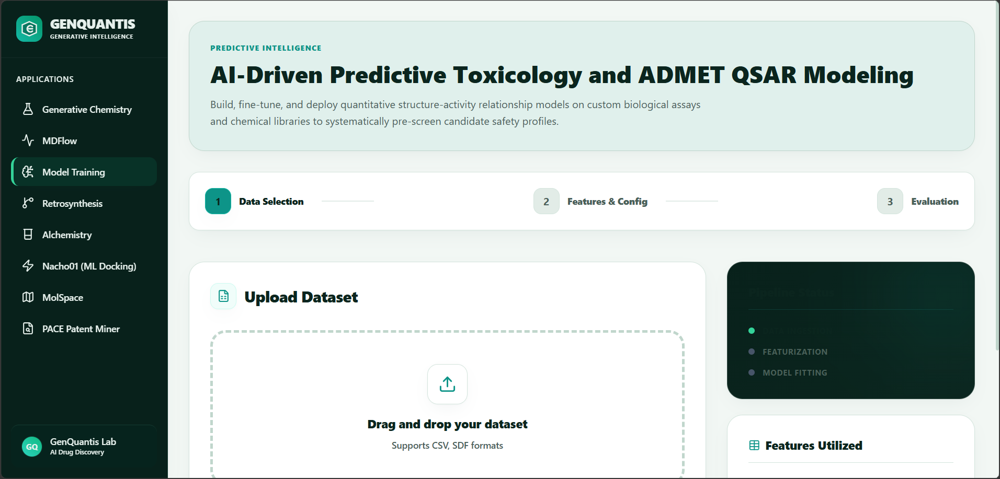 GENQUANTIS
GENERATIVE INTELLIGENCE
APPLICATIONS
Generative Chemistry
MDFlow
Model Training
Retrosynthesis
Alchemistry
Nacho01 (ML Docking)
MolSpace
PACE Patent Miner
GQ
GenQuantis Lab
AI Drug Discovery
PREDICTIVE INTELLIGENCE
AI-Driven Predictive Toxicology and ADMET QSAR Modeling
Build, fine-tune, and deploy quantitative structure-activity relationship models on custom biological assays
and chemical libraries to systematically pre-screen candidate safety profiles.
1 Data Selection
2 Features & Config
3 Evaluation
Upload Dataset
Drag and drop your dataset
Supports CSV, SDF formats
Pipeline Status
FEATURIZATION
MODEL FITTING
Features Utilized